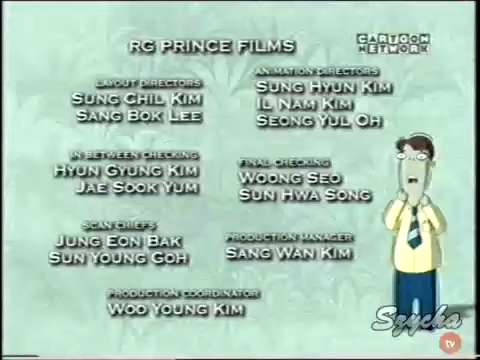 RG PRINCE FILMS
CARTOON
NETWORK
LAYOUT DIRECTORS
SUNG CHIL KIM
SANG BOK LEE
ANIMATION DIRECTORS
SUNG HYUN KIM
IL NAM KIM
SEONG YUL OH
IN BETWEEN CHECKING
HYUN GYUNG KIM
JAE SOOK YUM
FINAL CHECKING
WOONG SEO
SUN HWA SONG
SCAN CHIEFS
JUNG EON BAK
SUN YOUNG GOH
PRODUCTION MANAGER
SANG WAN KIM
PRODUCTION COORDINATOR
WOO YOUNG KIM
Szycha
tv